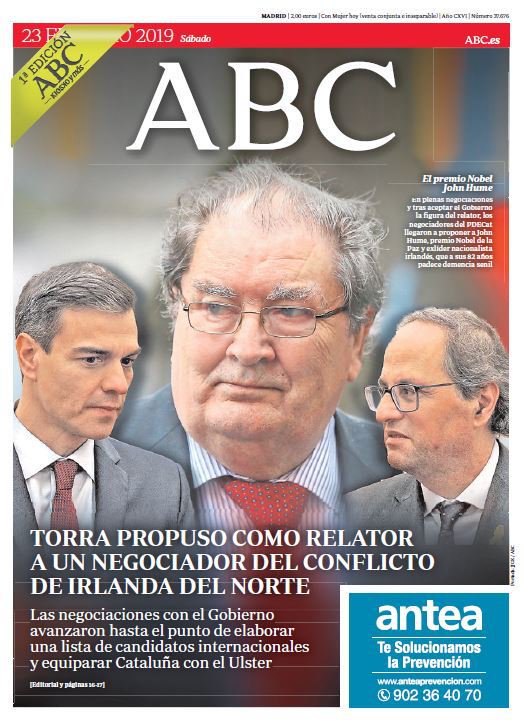 MADRID | 2,00 euros | Con Mujer hoy (venta conjunta e inseparable) | Año CXVI | Número 37.676
23 2019 Sábado
ABC.es
1ª EDICIÓN
ABC
kiosko y más
ABC
El premio Nobel
John Hume
En plenas negociaciones
y tras aceptar el Gobierno
la figura del relator, los
negociadores del PDECat
llegaron a proponer a John
Hume, premio Nobel de la
Paz y exlíder nacionalista
irlandés, que a sus 82 años
padece demencia senil
TORRA PROPUSO COMO RELATOR
A UN NEGOCIADOR DEL CONFLICTO
DE IRLANDA DEL NORTE
Las negociaciones con el Gobierno
avanzaron hasta el punto de elaborar
una lista de candidatos internacionales
y equiparar Cataluña con el Ulster
[Editorial y páginas 16-17]
antea
Te Solucionamos
la Prevención
www.anteaprevencion.com
902 36 40 70